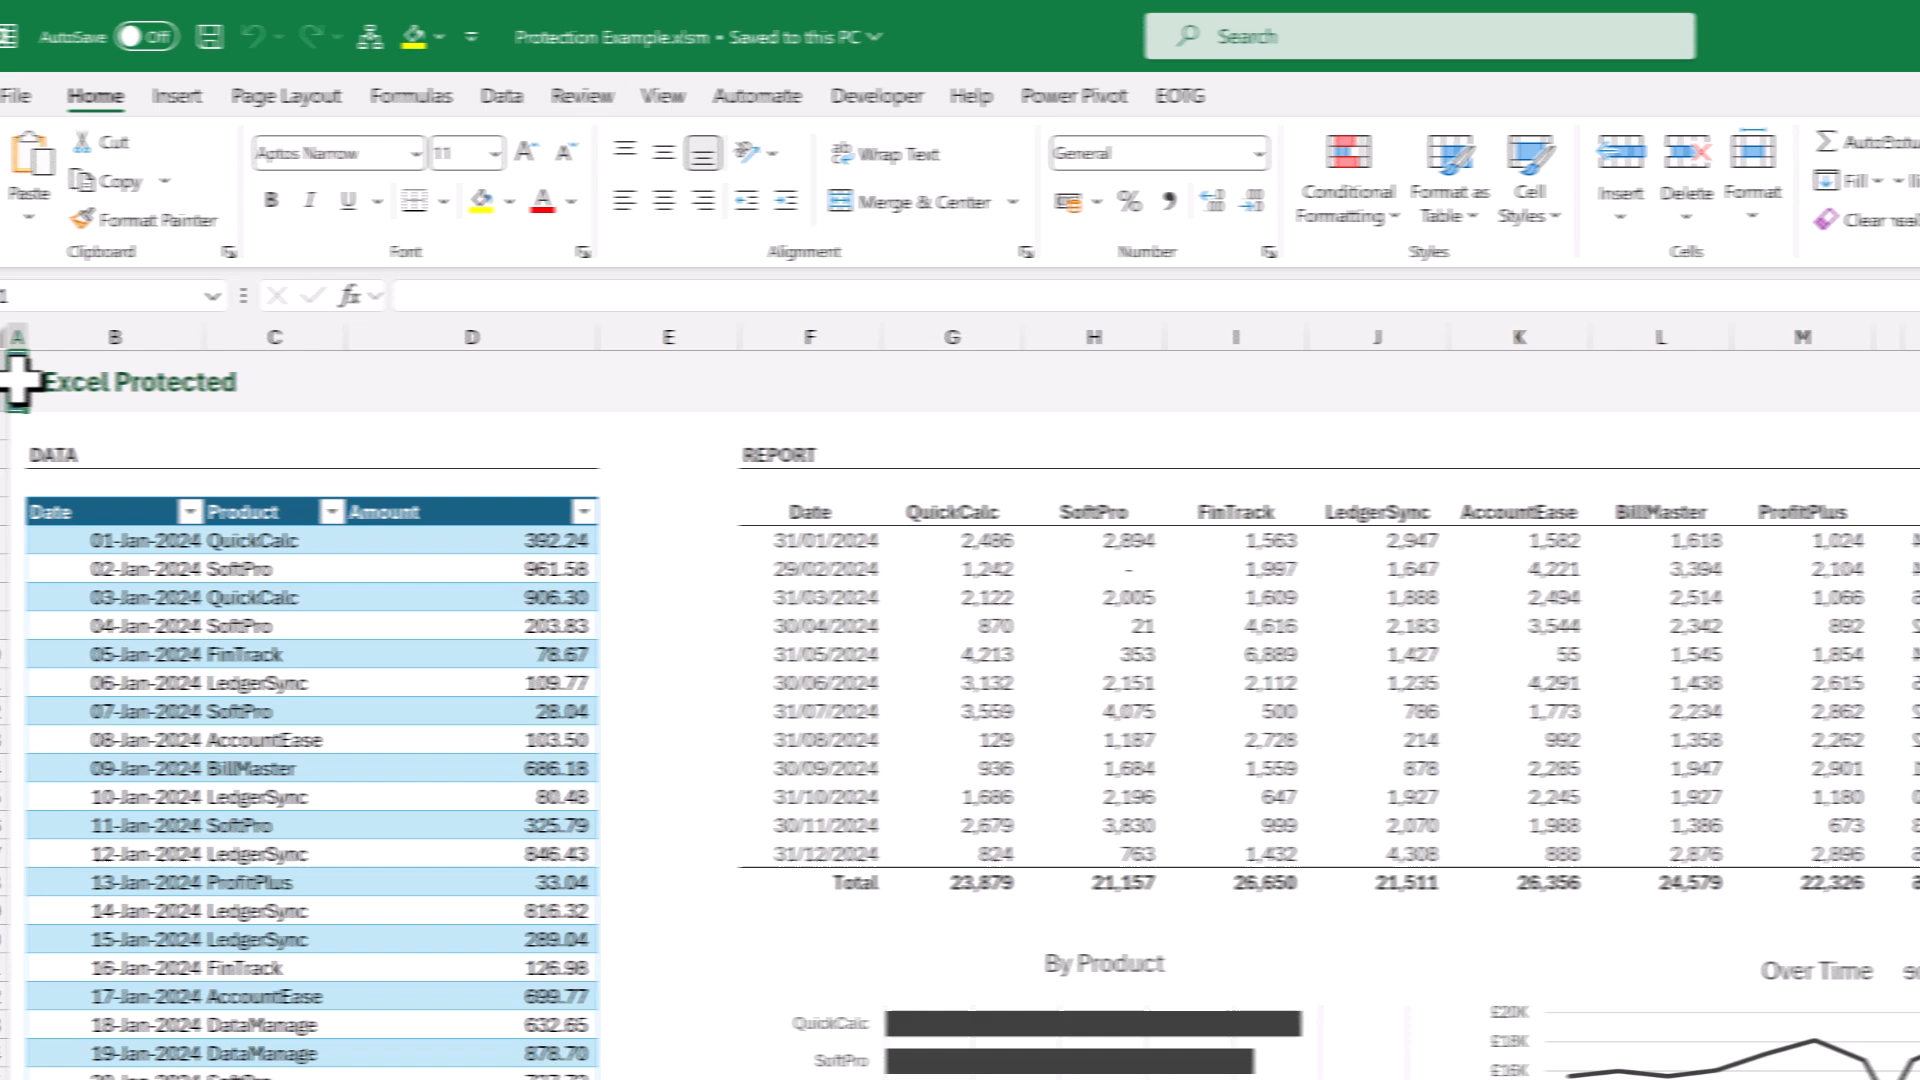 AutoSave Off Protection Example.xlsm • Saved to this PC Search
File Home Insert Page Layout Formulas Data Review View Automate Developer Help Power Pivot EOTG
Paste
Cut
Copy
Format Painter
Clipboard
Aptos Narrow 11
B I U
Font
Wrap Text
Merge & Center
Alignment
General
Number
Conditional Formatting
Format as Table
Cell Styles
Styles
Insert Delete Format
Cells
Fill
Clear
fx
A B C D E F G H I J K L M
Excel Protected
DATA
Date Product Amount
01-Jan-2024 QuickCalc 392.24
02-Jan-2024 SoftPro 961.58
03-Jan-2024 QuickCalc 906.30
04-Jan-2024 SoftPro 203.83
05-Jan-2024 FinTrack 78.67
06-Jan-2024 LedgerSync 109.77
07-Jan-2024 SoftPro 28.04
08-Jan-2024 AccountEase 103.50
09-Jan-2024 BillMaster 686.18
10-Jan-2024 LedgerSync 80.48
11-Jan-2024 SoftPro 325.79
12-Jan-2024 LedgerSync 846.43
13-Jan-2024 ProfitPlus 33.04
14-Jan-2024 LedgerSync 816.32
15-Jan-2024 LedgerSync 289.04
16-Jan-2024 FinTrack 126.98
17-Jan-2024 AccountEase 699.77
18-Jan-2024 DataManage 632.65
19-Jan-2024 DataManage 878.70
REPORT
Date QuickCalc SoftPro FinTrack LedgerSync AccountEase BillMaster ProfitPlus
31/01/2024 2,486 2,894 1,563 2,947 1,582 1,618 1,024
29/02/2024 1,242 - 1,997 1,647 4,221 3,394 2,104
31/03/2024 2,122 2,005 1,609 1,888 2,494 2,514 1,066
30/04/2024 870 21 4,616 2,183 3,544 2,342 892
31/05/2024 4,213 353 6,889 1,427 55 1,545 1,854
30/06/2024 3,132 2,151 2,112 1,235 4,291 1,438 2,615
31/07/2024 3,559 4,075 500 786 1,773 2,234 2,862
31/08/2024 129 1,187 2,728 214 992 1,358 2,262
30/09/2024 936 1,684 1,559 878 2,285 1,947 2,901
31/10/2024 1,686 2,196 647 1,927 2,245 1,927 1,180
30/11/2024 2,679 3,830 999 2,070 1,988 1,386 673
31/12/2024 824 763 1,432 4,308 888 2,876 2,896
Total 23,879 21,157 26,650 21,511 26,356 24,579 22,326
By Product
QuickCalc
SoftPro
Over Time
£20K
£18K
£16K